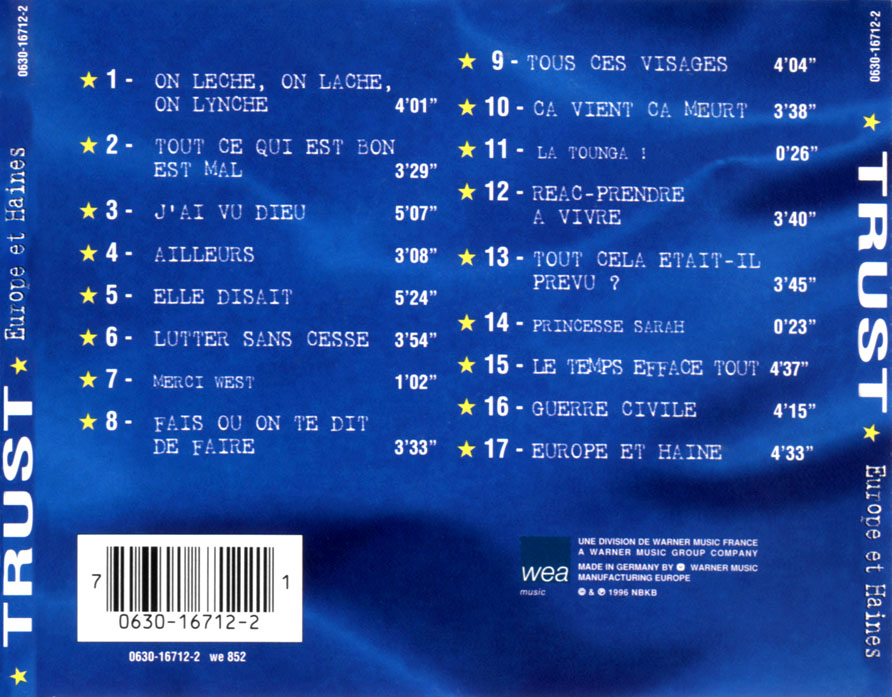 0630-16712-2
TRUST ★ Europe et Haines
★ 1 - ON LECHE, ON LACHE,
ON LYNCHE 4'01"
★ 2 - TOUT CE QUI EST BON
EST MAL 3'29"
★ 3 - J'AI VU DIEU 5'07"
★ 4 - AILLEURS 3'08"
★ 5 - ELLE DISAIT 5'24"
★ 6 - LUTTER SANS CESSE 3'54"
★ 7 - MERCI WEST 1'02"
★ 8 - FAIS OU ON TE DIT
DE FAIRE 3'33"
★ 9 - TOUS CES VISAGES 4'04"
★ 10 - CA VIENT CA MEURT 3'38"
★ 11 - LA TOUNGA ! 0'26"
★ 12 - REAC-PRENDRE
A VIVRE 3'40"
★ 13 - TOUT CELA ETAIT-IL
PREVU ? 3'45"
★ 14 - PRINCESSE SARAH 0'23"
★ 15 - LE TEMPS EFFACE TOUT 4'37"
★ 16 - GUERRE CIVILE 4'15"
★ 17 - EUROPE ET HAINE 4'33"
7 1
0630-16712-2
0630-16712-2 we 852
wea
music
UNE DIVISION DE WARNER MUSIC FRANCE
A WARNER MUSIC GROUP COMPANY
MADE IN GERMANY BY WARNER MUSIC
MANUFACTURING EUROPE
© & ℗ 1996 NBKB
0630-16712-2
★ TRUST ★ Europe et Haines